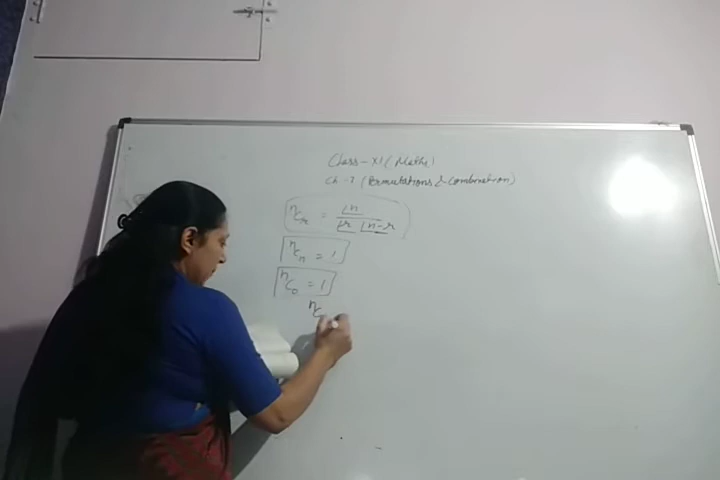 Class - XI (Maths)
Ch - 7 (Permutations & Combination)
ⁿCᵣ = ∟n / ∟r ∟n-r
ⁿCₙ = 1
ⁿC₀ = 1
ⁿC